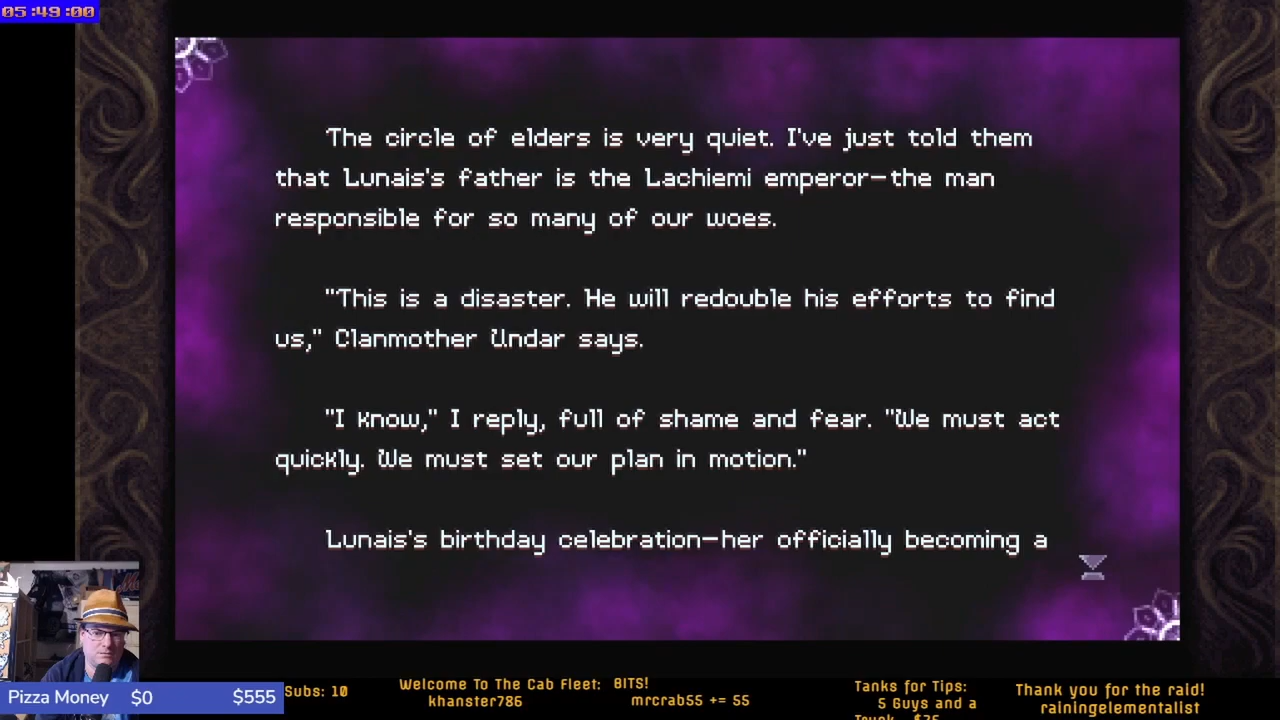 05:49:00
The circle of elders is very quiet. I've just told them
that Lunais's father is the Lachiemi emperor—the man
responsible for so many of our woes.
"This is a disaster. He will redouble his efforts to find
us," Clanmother Undar says.
"I know," I reply, full of shame and fear. "We must act
quickly. We must set our plan in motion."
Lunais's birthday celebration—her officially becoming a
Pizza Money $0 $555
Subs: 10
Welcome To The Cab Fleet:
khanster786
BITS!
mrcrab55 += 55
Tanks for Tips:
5 Guys and a
Thank you for the raid!
rainingelementalist